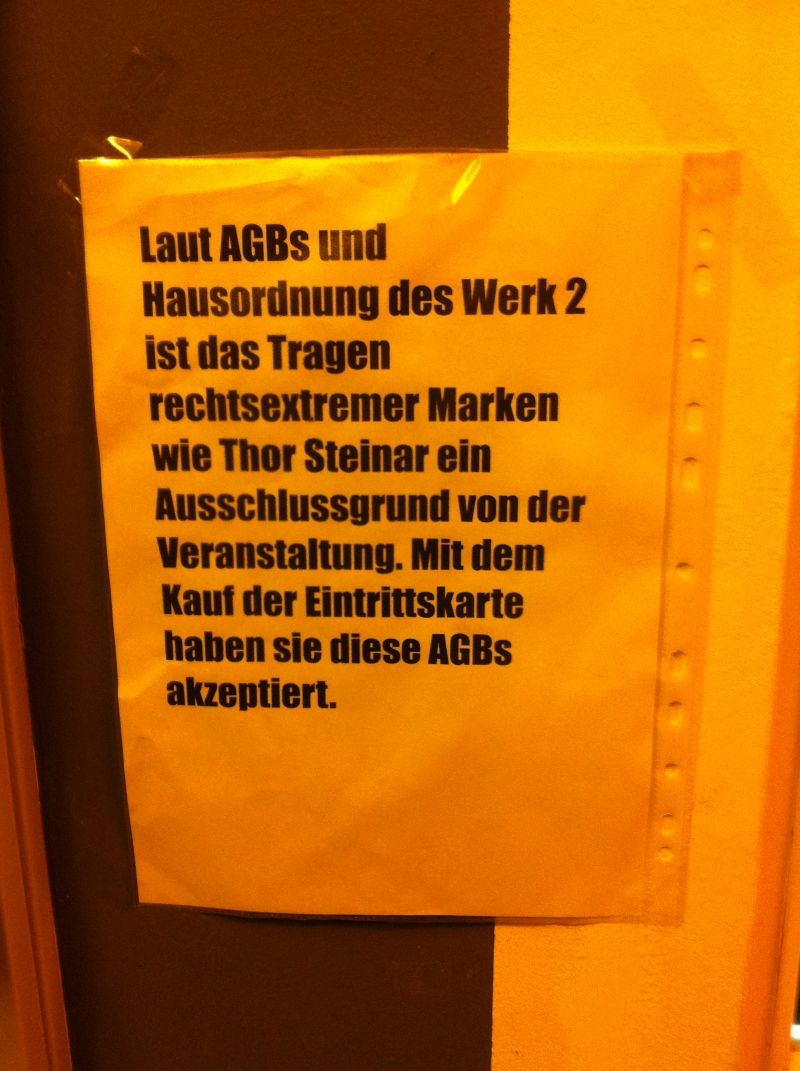 Laut AGBs und
Hausordnung des Werk 2
ist das Tragen
rechtsextremer Marken
wie Thor Steinar ein
Ausschlussgrund von der
Veranstaltung. Mit dem
Kauf der Eintrittskarte
haben sie diese AGBs
akzeptiert.